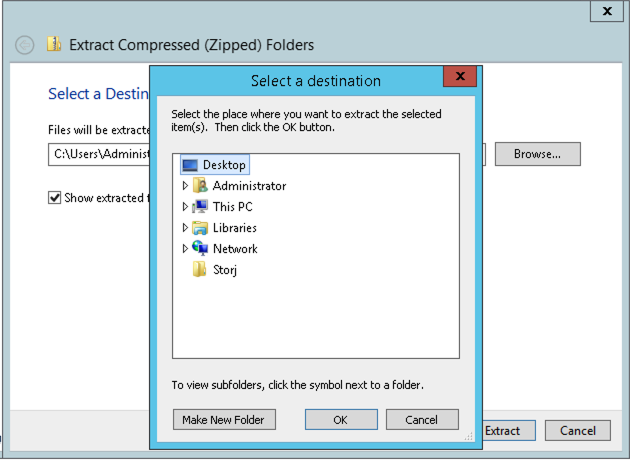 x
Extract Compressed (Zipped) Folders
Select a destination
x
Select a Destin
Select the place where you want to extract the selected
item(s). Then click the OK button.
Files will be extracte
C:\Users\Administ
Browse...
Show extracted f
Desktop
Administrator
This PC
Libraries
Network
Storj
To view subfolders, click the symbol next to a folder.
Make New Folder
OK
Cancel
Extract
Cancel